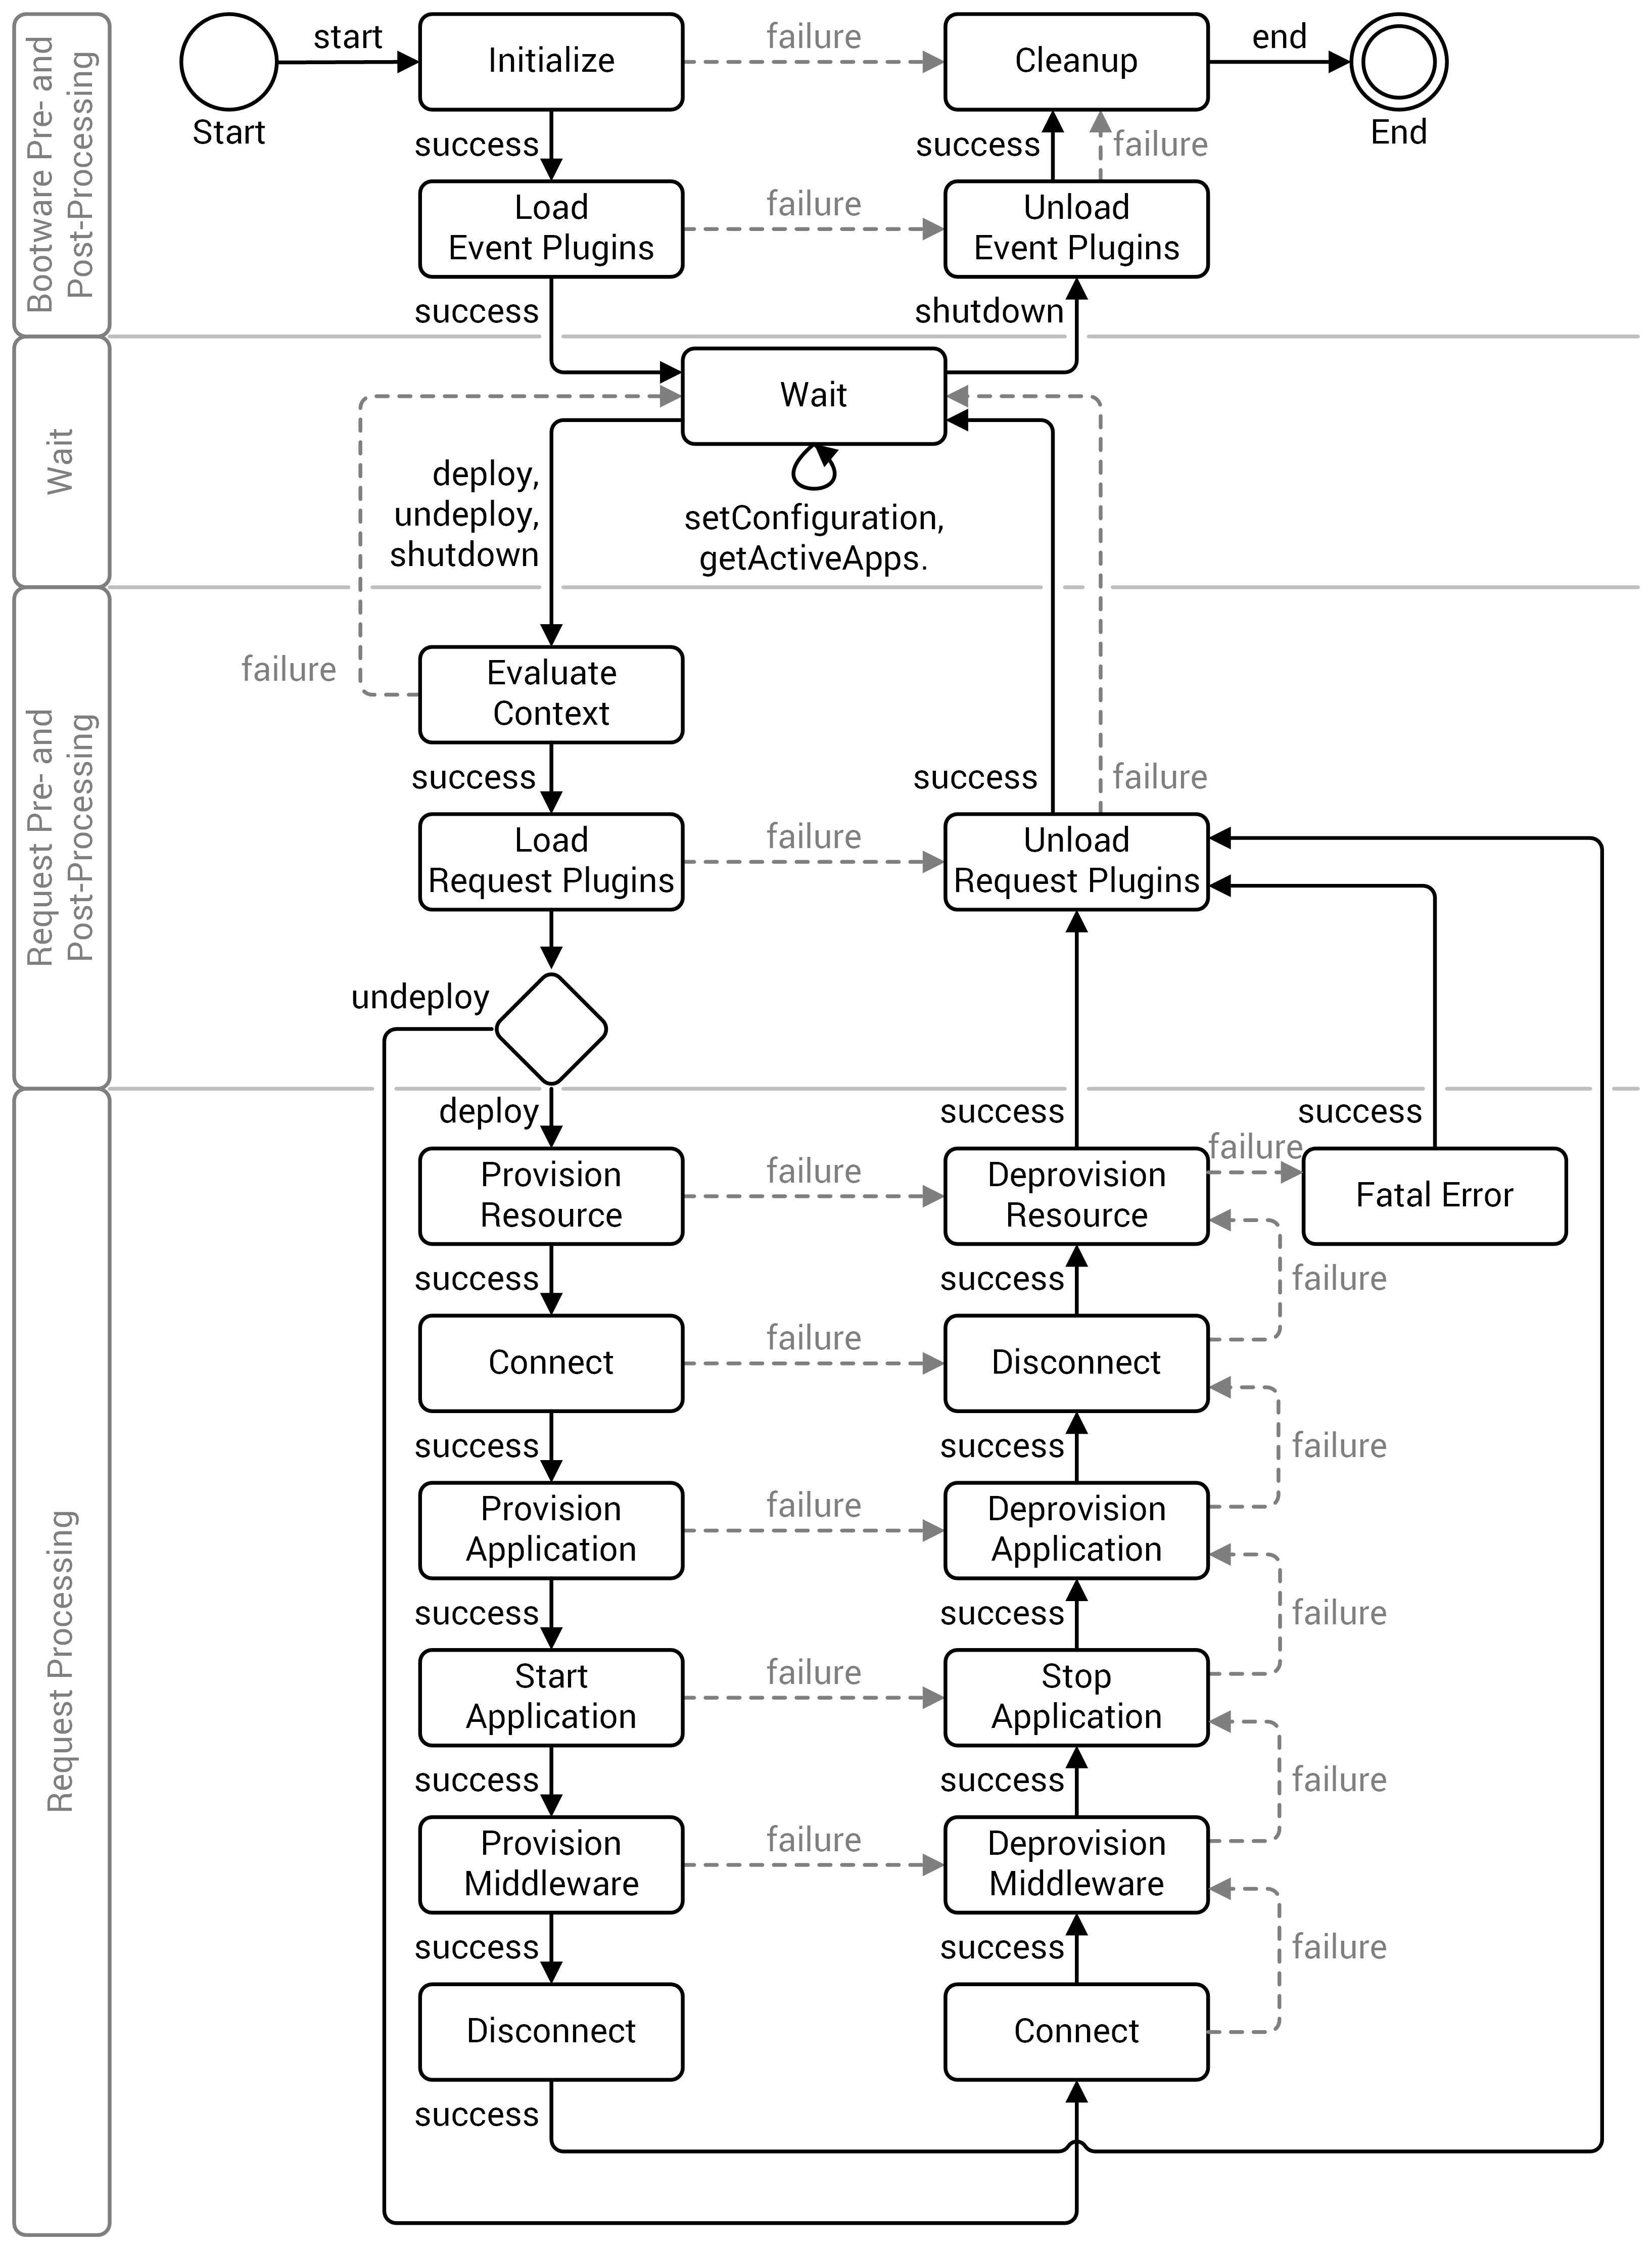 Bootware Pre- and
Post-Processing
start
Initialize
failure
Cleanup
end
Start
End
success
success
failure
Load
Event Plugins
failure
Unload
Event Plugins
success
shutdown
Wait
Wait
deploy,
undeploy,
shutdown
setConfiguration,
getActiveApps.
Request Pre- and
Post-Processing
failure
Evaluate
Context
success
success
failure
Load
Request Plugins
failure
Unload
Request Plugins
undeploy
Request Processing
deploy
success
success
Provision
Resource
failure
Deprovision
Resource
failure
Fatal Error
success
success
failure
Connect
failure
Disconnect
success
success
failure
Provision
Application
failure
Deprovision
Application
success
success
failure
Start
Application
failure
Stop
Application
success
success
failure
Provision
Middleware
failure
Deprovision
Middleware
success
success
failure
Disconnect
Connect
success